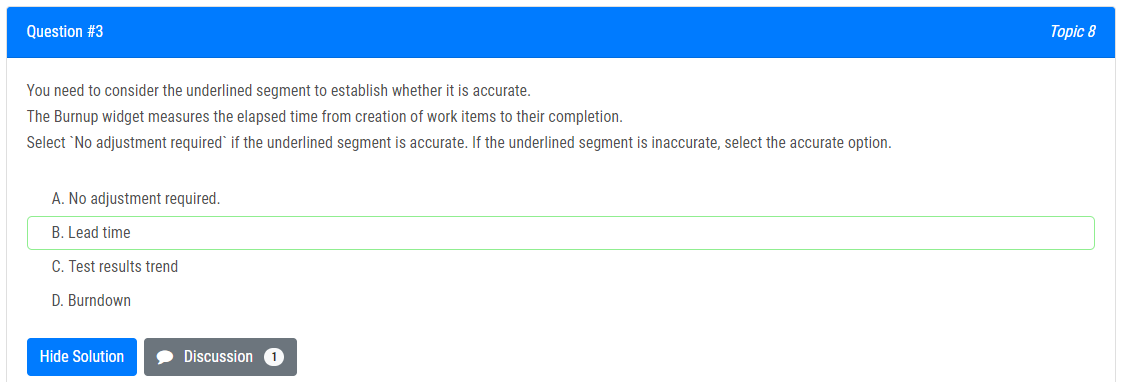 Question #3
Topic 8
You need to consider the underlined segment to establish whether it is accurate.
The Burnup widget measures the elapsed time from creation of work items to their completion.
Select `No adjustment required` if the underlined segment is accurate. If the underlined segment is inaccurate, select the accurate option.
A. No adjustment required.
B. Lead time
C. Test results trend
D. Burndown
Hide Solution
Discussion 1